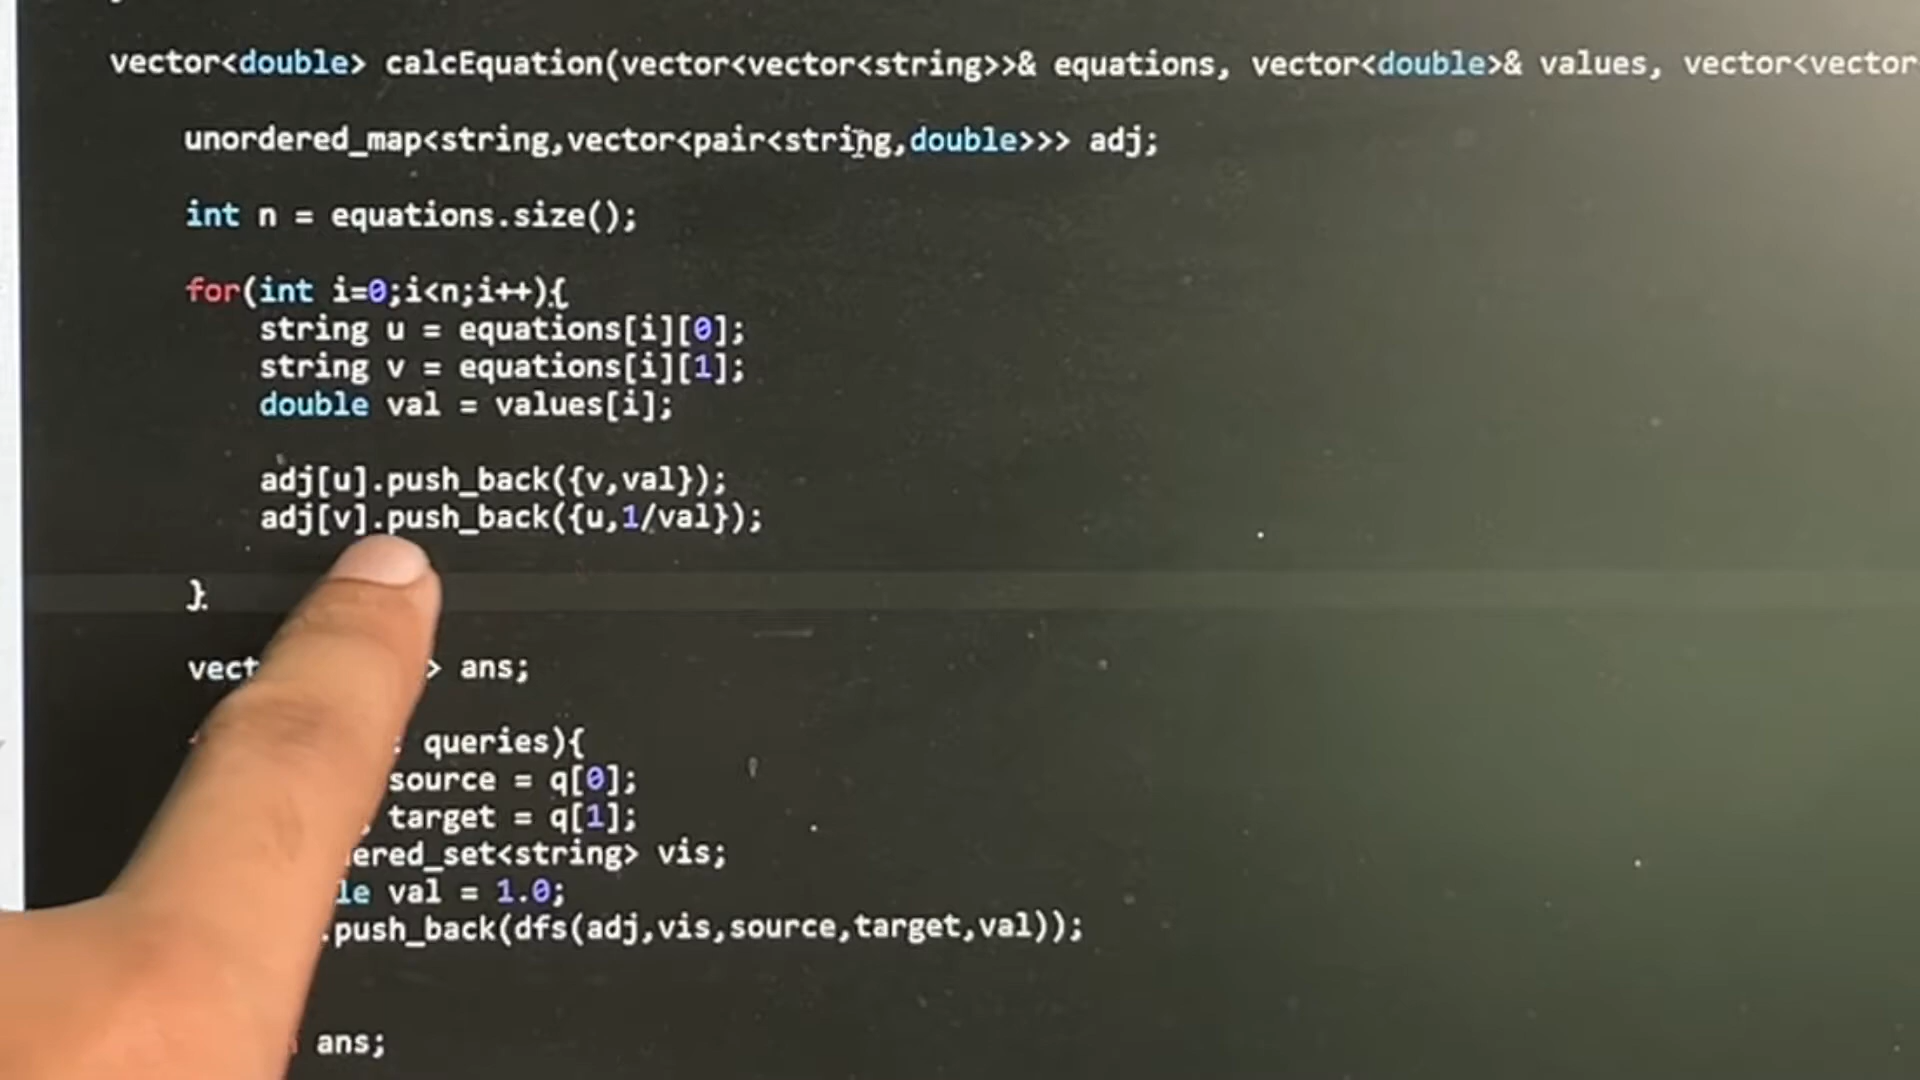 vector<double> calcEquation(vector<vector<string>>& equations, vector<double>& values, vector<vector
unordered_map<string,vector<pair<string,double>>> adj;
int n = equations.size();
for(int i=0;i<n;i++){
string u = equations[i][0];
string v = equations[i][1];
double val = values[i];
adj[u].push_back({v,val});
adj[v].push_back({u,1/val});
}
> ans;
: queries){
source = q[0];
target = q[1];
ered_set<string> vis;
le val = 1.0;
.push_back(dfs(adj,vis,source,target,val));
ans;